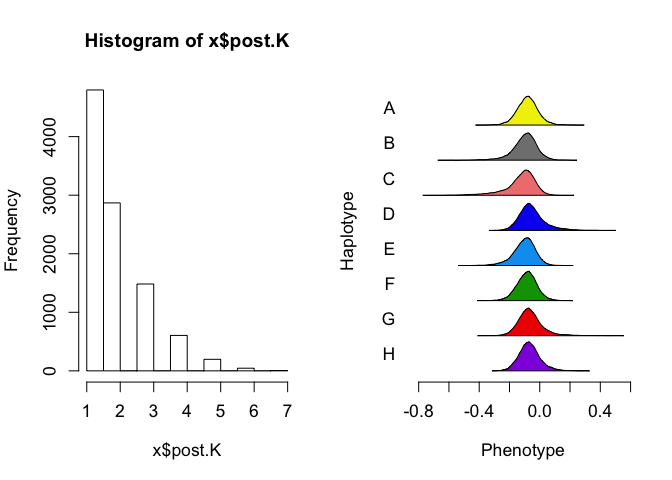 Histogram of x$post.K
Frequency
0
1000
2000
3000
4000
1 2 3 4 5 6 7
x$post.K
Haplotype
A
B
C
D
E
F
G
H
-0.8 -0.4 0.0 0.4
Phenotype